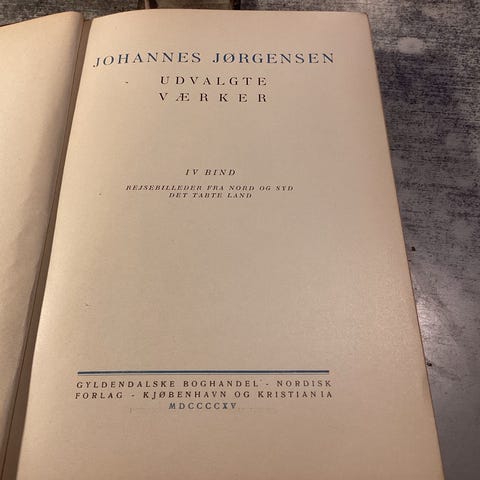 JOHANNES JØRGENSEN
UDVALGTE
VÆRKER
IV BIND
REJSEBILLEDER FRA NORD OG SYD
DET TABTE LAND
GYLDENDALSKE BOGHANDEL - NORDISK
FORLAG - KJØBENHAVN OG KRISTIANIA
MDCCCCXV